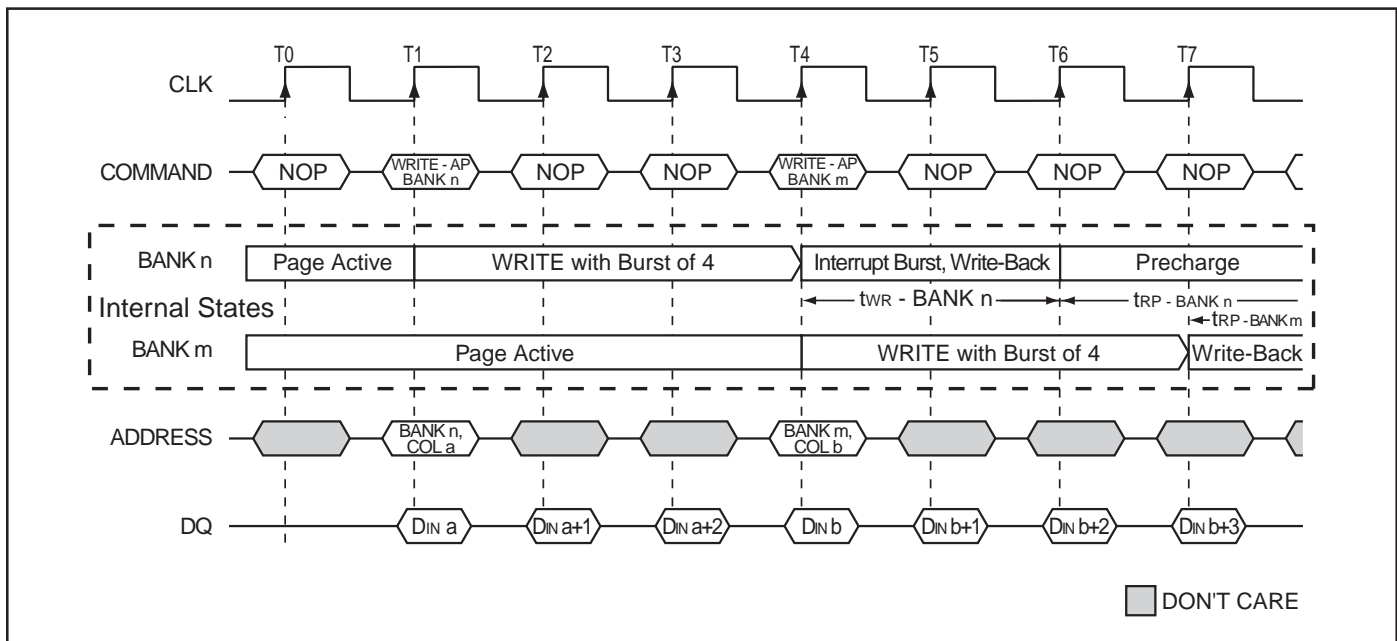 T0 T1 T2 T3 T4 T5 T6 T7
CLK
COMMAND NOP WRITE - AP BANK n NOP NOP WRITE - AP BANK m NOP NOP NOP
BANK n Page Active WRITE with Burst of 4 Interrupt Burst, Write-Back Precharge
Internal States tWR - BANK n tRP - BANK n
tRP - BANK m
BANK m Page Active WRITE with Burst of 4 Write-Back
ADDRESS BANK n, COL a BANK m, COL b
DQ DIN a DIN a+1 DIN a+2 DIN b DIN b+1 DIN b+2 DIN b+3
DON'T CARE